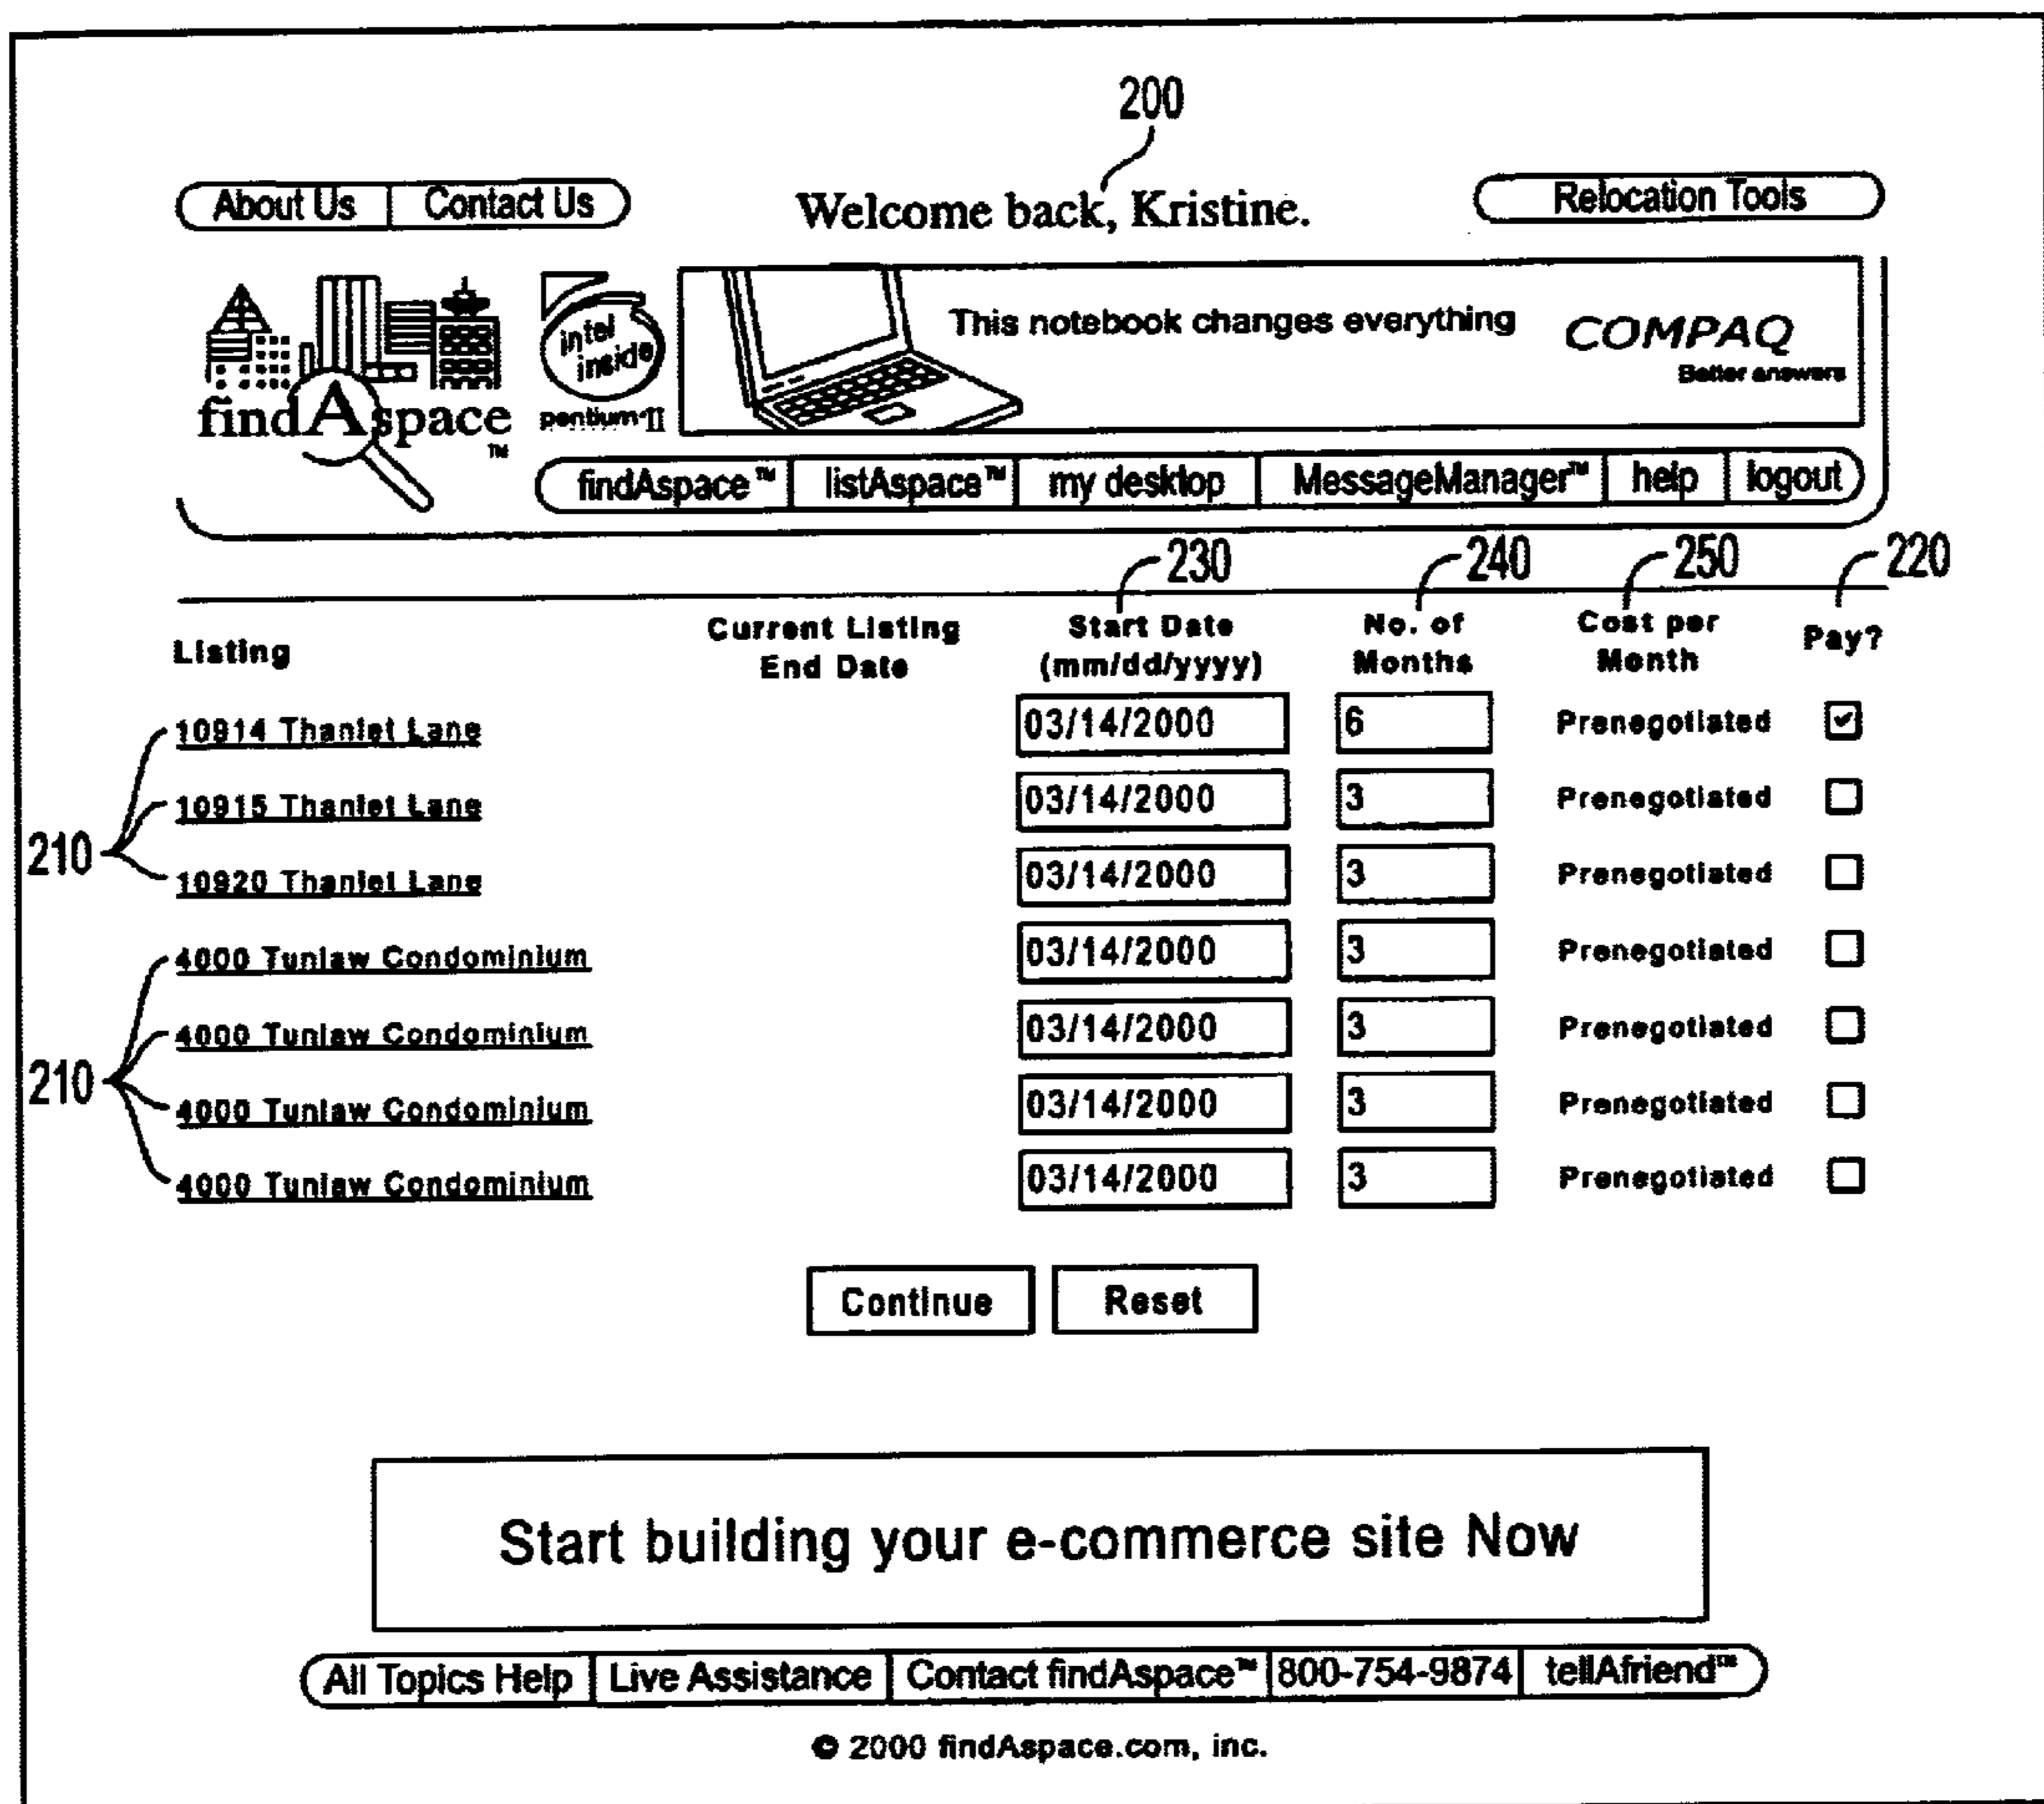 200
About Us Contact Us Welcome back, Kristine. Relocation Tools
findAspace™
intel inside
pentium II
This notebook changes everything COMPAQ
Better answers
findAspace™ listAspace™ my desktop MessageManager™ help logout
230 240 250 220
Listing Current Listing End Date Start Date (mm/dd/yyyy) No. of Months Cost per Month Pay?
10914 Thanlet Lane 03/14/2000 6 Prenegotiated
10915 Thanlet Lane 03/14/2000 3 Prenegotiated
210
10920 Thanlet Lane 03/14/2000 3 Prenegotiated
4000 Tunlaw Condominium 03/14/2000 3 Prenegotiated
4000 Tunlaw Condominium 03/14/2000 3 Prenegotiated
210
4000 Tunlaw Condominium 03/14/2000 3 Prenegotiated
4000 Tunlaw Condominium 03/14/2000 3 Prenegotiated
Continue Reset
Start building your e-commerce site Now
All Topics Help Live Assistance Contact findAspace™ 800-754-9874 tellAfriend℠
© 2000 findAspace.com, inc.